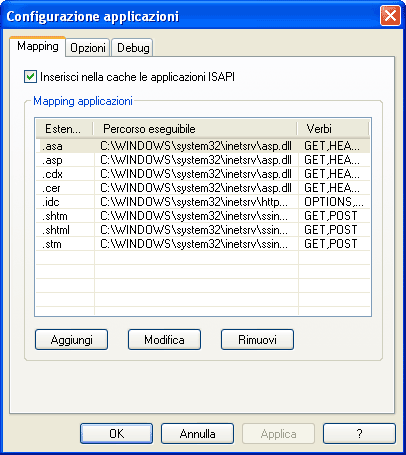 Configurazione applicazioni
Mapping Opzioni Debug
Inserisci nella cache le applicazioni ISAPI
Mapping applicazioni
Esten... Percorso eseguibile Verbi
.asa C:\WINDOWS\system32\inetsrv\asp.dll GET,HEA...
.asp C:\WINDOWS\system32\inetsrv\asp.dll GET,HEA...
.cdx C:\WINDOWS\system32\inetsrv\asp.dll GET,HEA...
.cer C:\WINDOWS\system32\inetsrv\asp.dll GET,HEA...
.idc C:\WINDOWS\system32\inetsrv\http... OPTIONS,...
.shtm C:\WINDOWS\system32\inetsrv\ssin... GET,POST
.shtml C:\WINDOWS\system32\inetsrv\ssin... GET,POST
.stm C:\WINDOWS\system32\inetsrv\ssin... GET,POST
Aggiungi Modifica Rimuovi
OK Annulla Applica ?